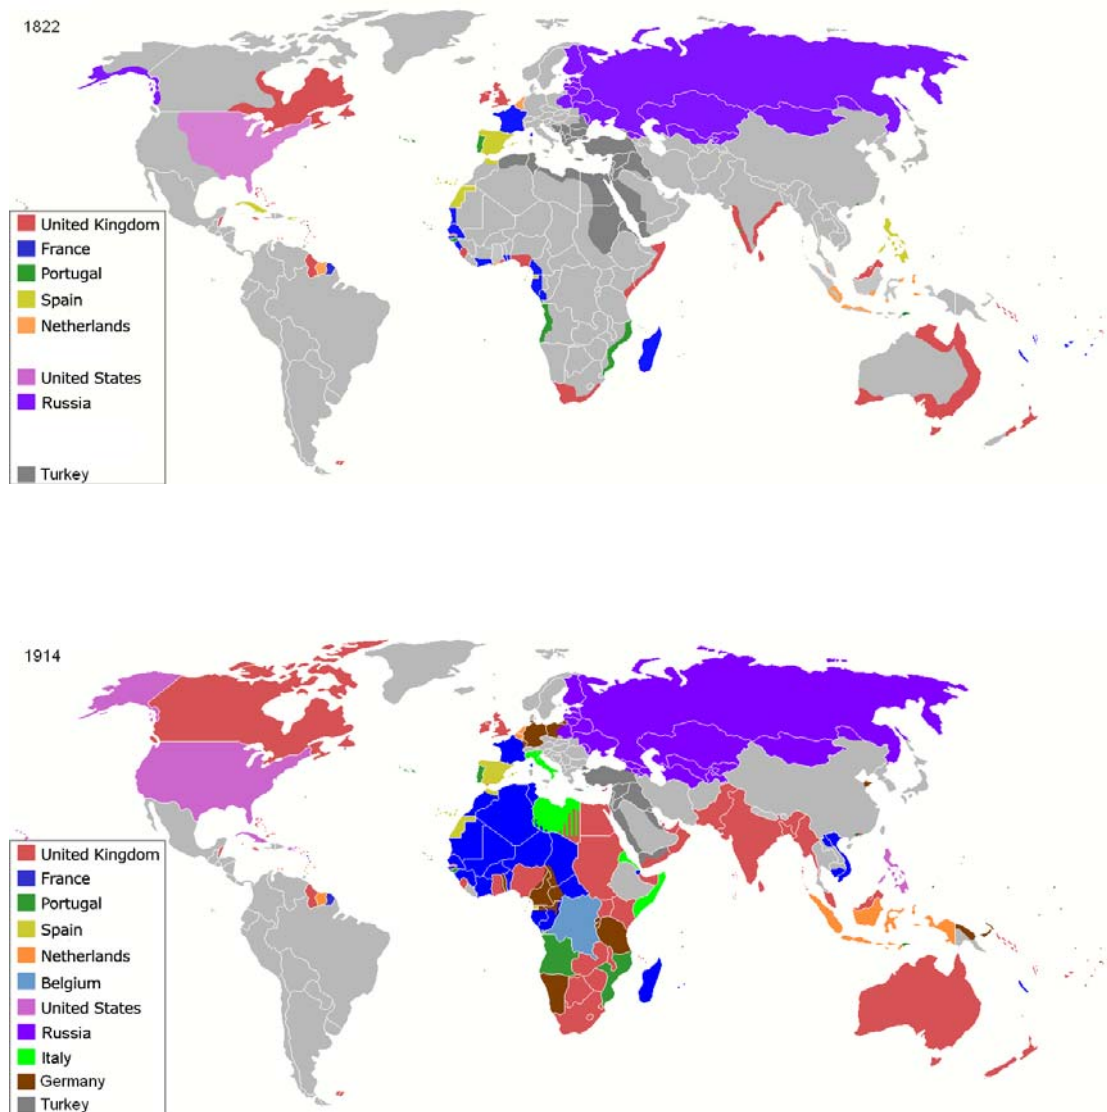 1822
United Kingdom
France
Portugal
Spain
Netherlands
United States
Russia
Turkey
1914
United Kingdom
France
Portugal
Spain
Netherlands
Belgium
United States
Russia
Italy
Germany
Turkey